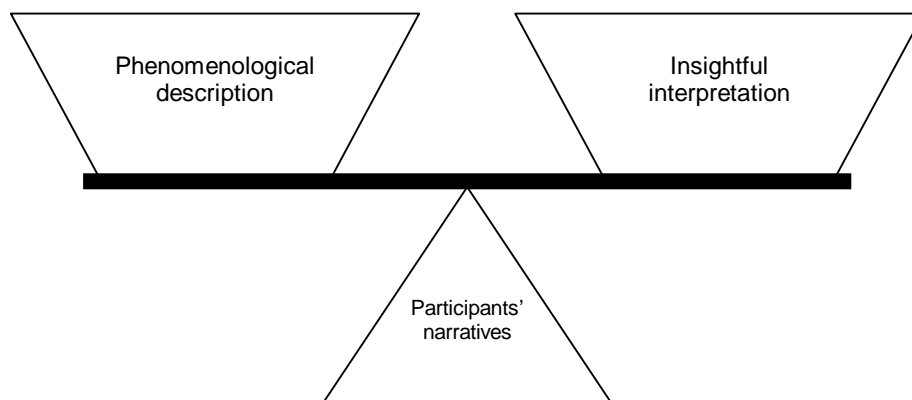 Phenomenological
description
Insightful
interpretation
Participants’
narratives